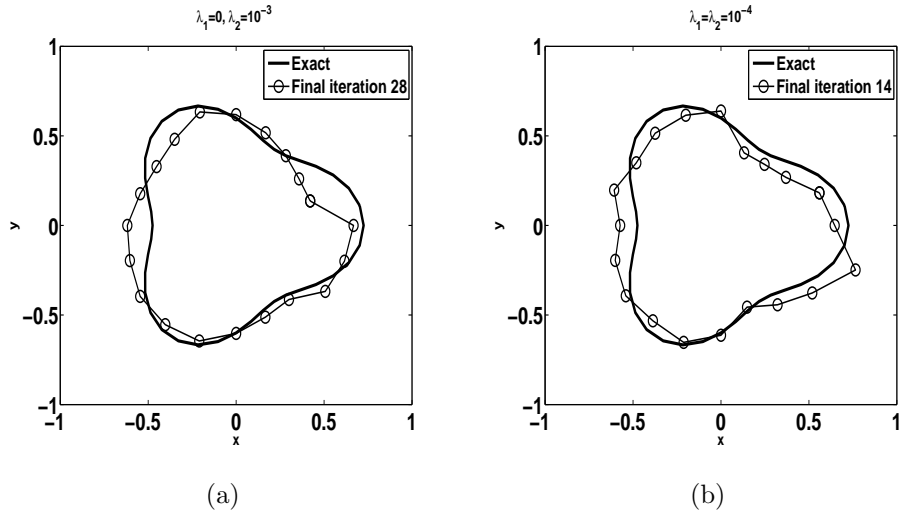 λ₁=0, λ₂=10⁻³
1
0.5
0
−0.5
−1
y
−1 −0.5 0 0.5 1
x
Exact
Final iteration 28
(a)
λ₁=λ₂=10⁻⁴
1
0.5
0
−0.5
−1
y
−1 −0.5 0 0.5 1
x
Exact
Final iteration 14
(b)